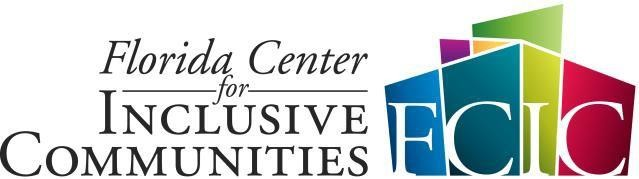 Florida Center
for
INCLUSIVE
COMMUNITIES
FCIC